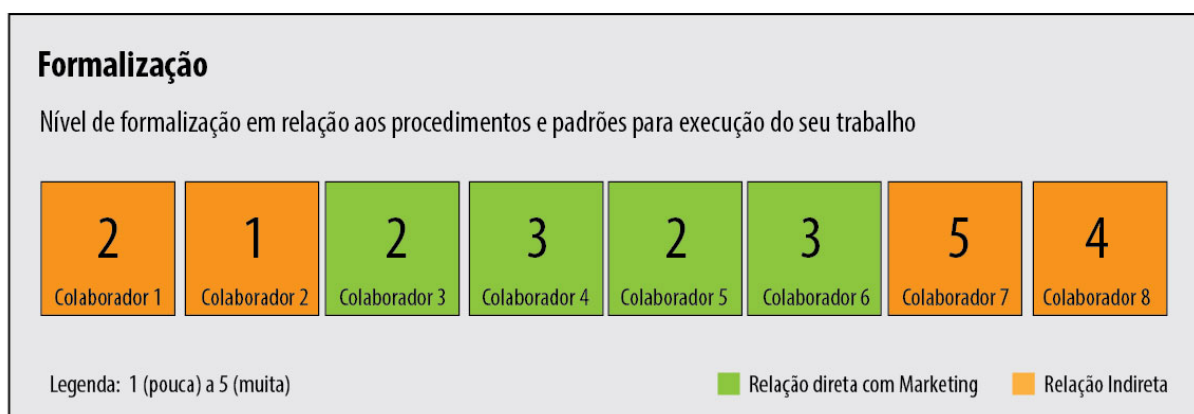 Formalização
Nível de formalização em relação aos procedimentos e padrões para execução do seu trabalho
2 1 2 3 2 3 5 4
Colaborador 1 Colaborador 2 Colaborador 3 Colaborador 4 Colaborador 5 Colaborador 6 Colaborador 7 Colaborador 8
Legenda: 1 (pouca) a 5 (muita) Relação direta com Marketing Relação Indireta